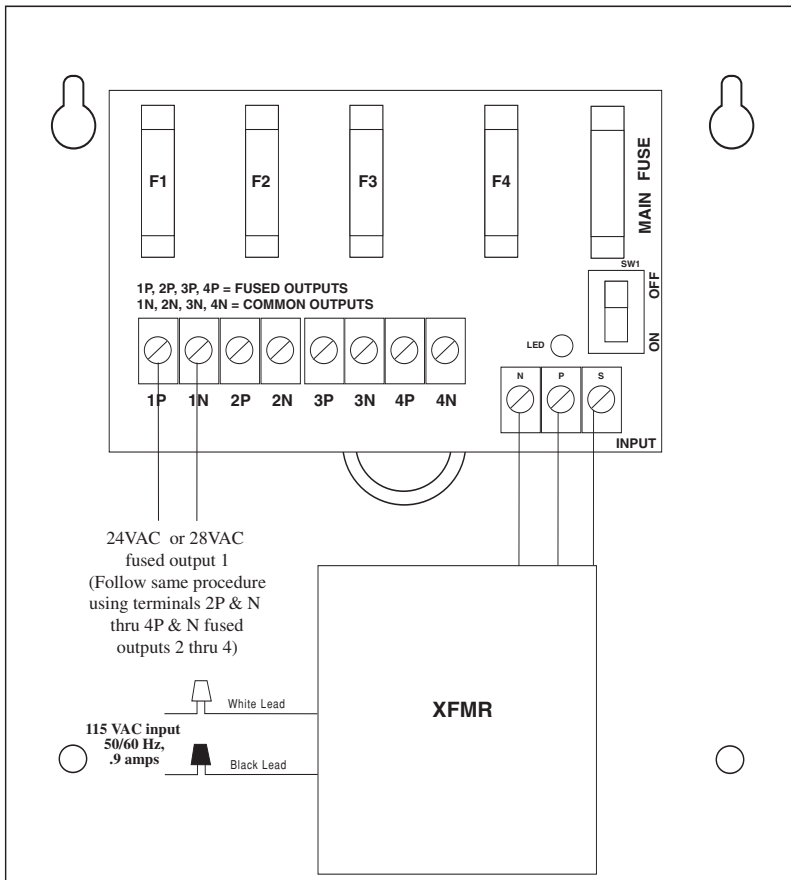 F1
F2
F3
F4
MAIN FUSE
SW1
OFF
ON
1P, 2P, 3P, 4P = FUSED OUTPUTS
1N, 2N, 3N, 4N = COMMON OUTPUTS
LED
N P S
1P 1N 2P 2N 3P 3N 4P 4N
INPUT
24VAC or 28VAC
fused output 1
(Follow same procedure
using terminals 2P & N
thru 4P & N fused
outputs 2 thru 4)
XFMR
White Lead
115 VAC input
50/60 Hz,
.9 amps
Black Lead